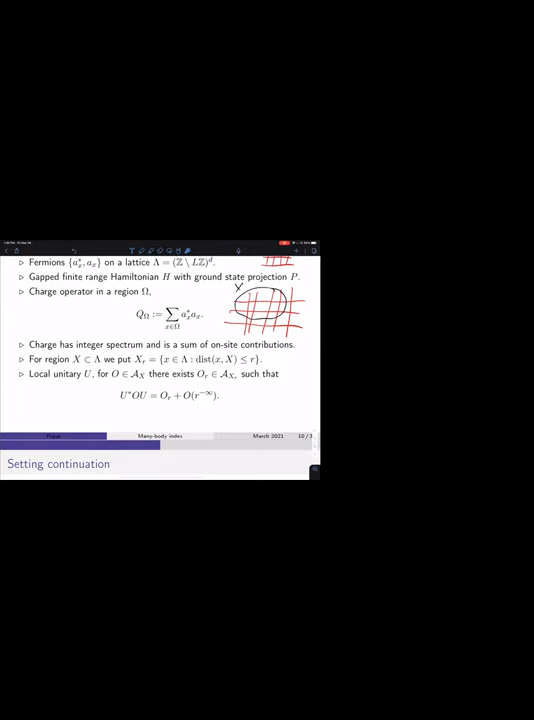 ▷ Fermions {a*_x, a_x} on a lattice Λ = (ℤ \ Lℤ)^d.
▷ Gapped finite range Hamiltonian H with ground state projection P.
▷ Charge operator in a region Ω,
X
Q_Ω := ∑_{x∈Ω} a*_x a_x.
▷ Charge has integer spectrum and is a sum of on-site contributions.
▷ For region X ⊂ Λ we put X_r = {x ∈ Λ : dist(x, X) ≤ r}.
▷ Local unitary U, for O ∈ 𝒜_X there exists O_r ∈ 𝒜_{X_r} such that
U*OU = O_r + O(r^{−∞}).
Many-body index March 2021 10 / 3
Setting continuation